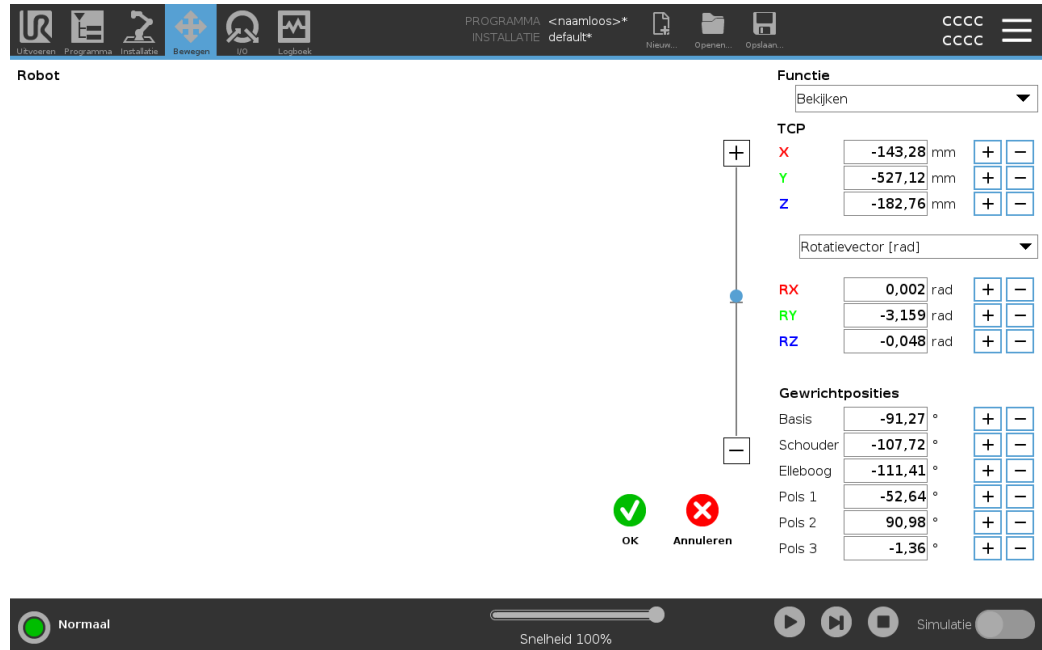 PROGRAMMA <naamloos>*
INSTALLATIE default*
CCCC
CCCC
Uitvoeren Programma Installatie Bewegen I/O Logboek Nieuw... Openen... Opslaan...
Robot
Functie
Bekijken
TCP
X -143,28 mm + −
Y -527,12 mm + −
Z -182,76 mm + −
Rotatievector [rad]
RX 0,002 rad + −
RY -3,159 rad + −
RZ -0,048 rad + −
Gewrichtposities
Basis -91,27 ° + −
Schouder -107,72 ° + −
Elleboog -111,41 ° + −
Pols 1 -52,64 ° + −
Pols 2 90,98 ° + −
Pols 3 -1,36 ° + −
OK Annuleren
Normaal
Snelheid 100%
Simulatie